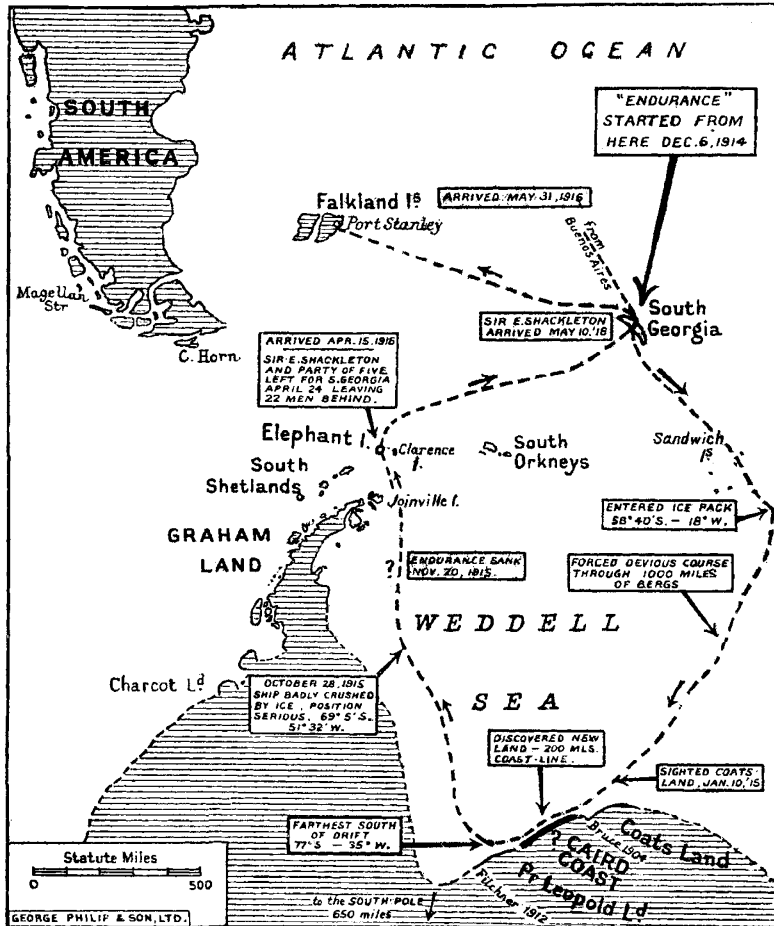 ATLANTIC OCEAN
"ENDURANCE"
STARTED FROM
HERE DEC. 6, 1914
SOUTH
AMERICA
Falkland Is
ARRIVED MAY 31, 1916
Port Stanley
From
Buenos Aires
Magellan
Str
C. Horn
South
Georgia
SIR E. SHACKLETON
ARRIVED MAY 10,'18
ARRIVED APR. 15, 1916
SIR E. SHACKLETON
AND PARTY OF FIVE
LEFT FOR S. GEORGIA
APRIL 24 LEAVING
22 MEN BEHIND.
Elephant I.
Clarence
I.
South
Orkneys
Sandwich
Is
South
Shetlands
Joinville I.
ENTERED ICE PACK
58° 40'S. – 18° W.
GRAHAM
LAND
?
ENDURANCE SANK
NOV. 20, 1915.
FORCED DEVIOUS COURSE
THROUGH 1000 MILES
OF BERGS
WEDDELL
SEA
Charcot Ld
OCTOBER 28, 1915
SHIP BADLY CRUSHED
BY ICE, POSITION
SERIOUS. 69° 5'S.
51° 32'W.
DISCOVERED NEW
LAND – 200 MLS.
COAST-LINE.
SIGHTED COATS
LAND, JAN. 10,'15
FARTHEST SOUTH
OF DRIFT
77° S – 35° W.
Coats Land
Bruce 1904
? CAIRD
COAST
Pr Leopold Ld
Filchner 1912
to the SOUTH POLE
650 miles
Statute Miles
0 500
GEORGE PHILIP & SON, LTD.